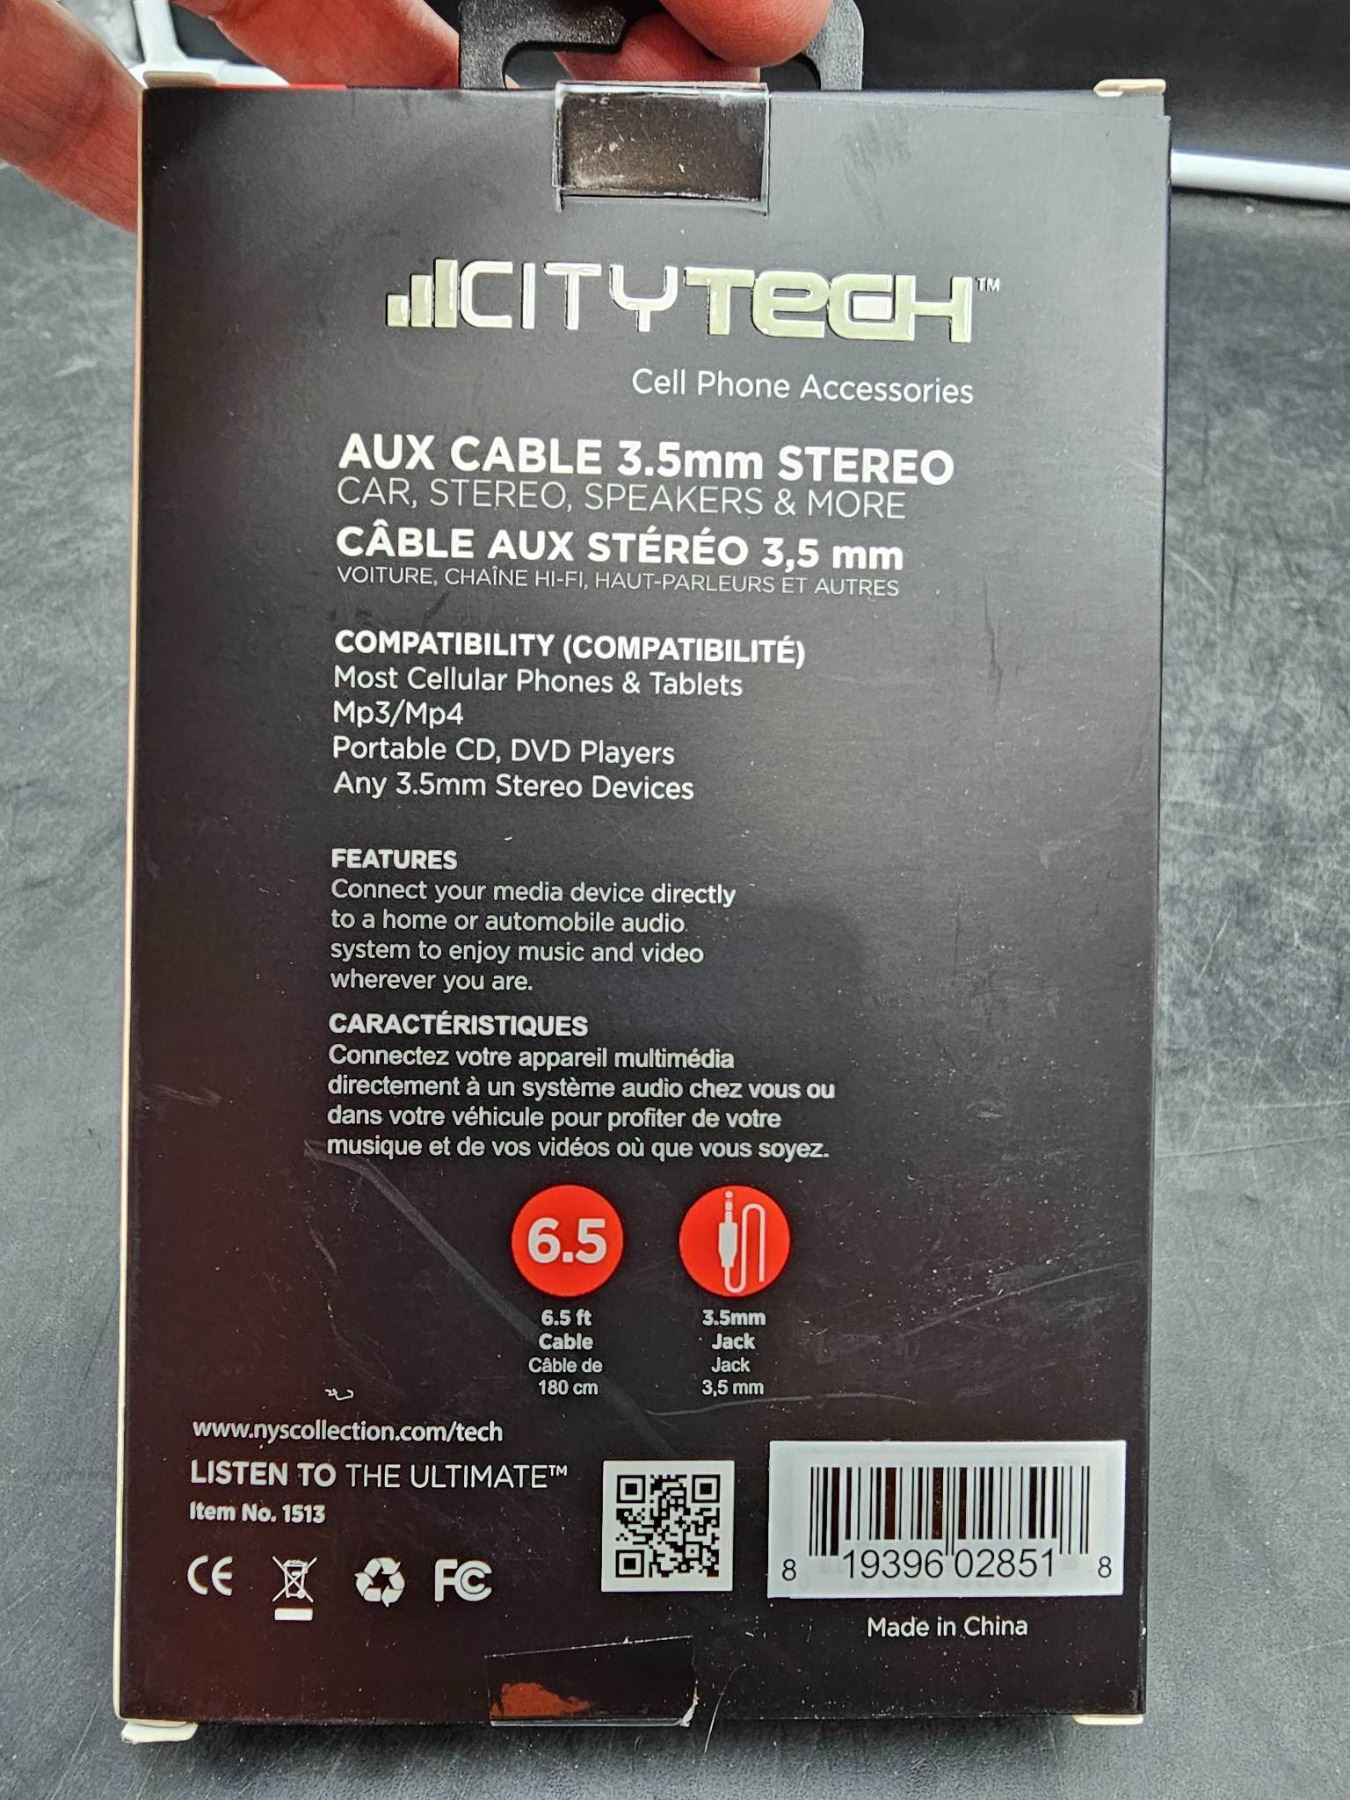 CITYTECH™
Cell Phone Accessories
AUX CABLE 3.5mm STEREO
CAR, STEREO, SPEAKERS & MORE
CÂBLE AUX STÉRÉO 3,5 mm
VOITURE, CHAÎNE HI-FI, HAUT-PARLEURS ET AUTRES
COMPATIBILITY (COMPATIBILITÉ)
Most Cellular Phones & Tablets
Mp3/Mp4
Portable CD, DVD Players
Any 3.5mm Stereo Devices
FEATURES
Connect your media device directly
to a home or automobile audio
system to enjoy music and video
wherever you are.
CARACTÉRISTIQUES
Connectez votre appareil multimédia
directement à un système audio chez vous ou
dans votre véhicule pour profiter de votre
musique et de vos vidéos où que vous soyez.
6.5
6.5 ft
Cable
Câble de
180 cm
3.5mm
Jack
Jack
3,5 mm
www.nyscollection.com/tech
LISTEN TO THE ULTIMATE™
Item No. 1513
CE FC
8 19396 02851 8
Made in China